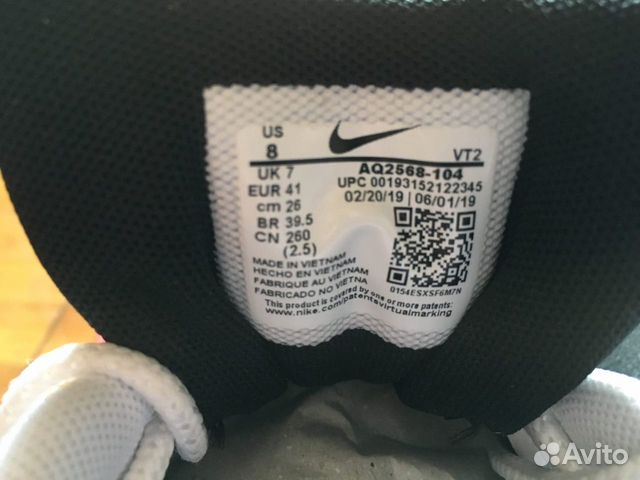 US
8
VT2
UK 7
AQ2568-104
EUR 41
UPC 00193152122345
cm 26
02/20/19 | 06/01/19
BR 39.5
CN 260
(2.5)
MADE IN VIETNAM
HECHO EN VIETNAM
FABRIQUE AU VIETNAM
FABRICADO NO VIETNA
0154ESXSF6M7N
This product is covered by one or more patents:
www.nike.com/patentsvirtualmarking
Avito